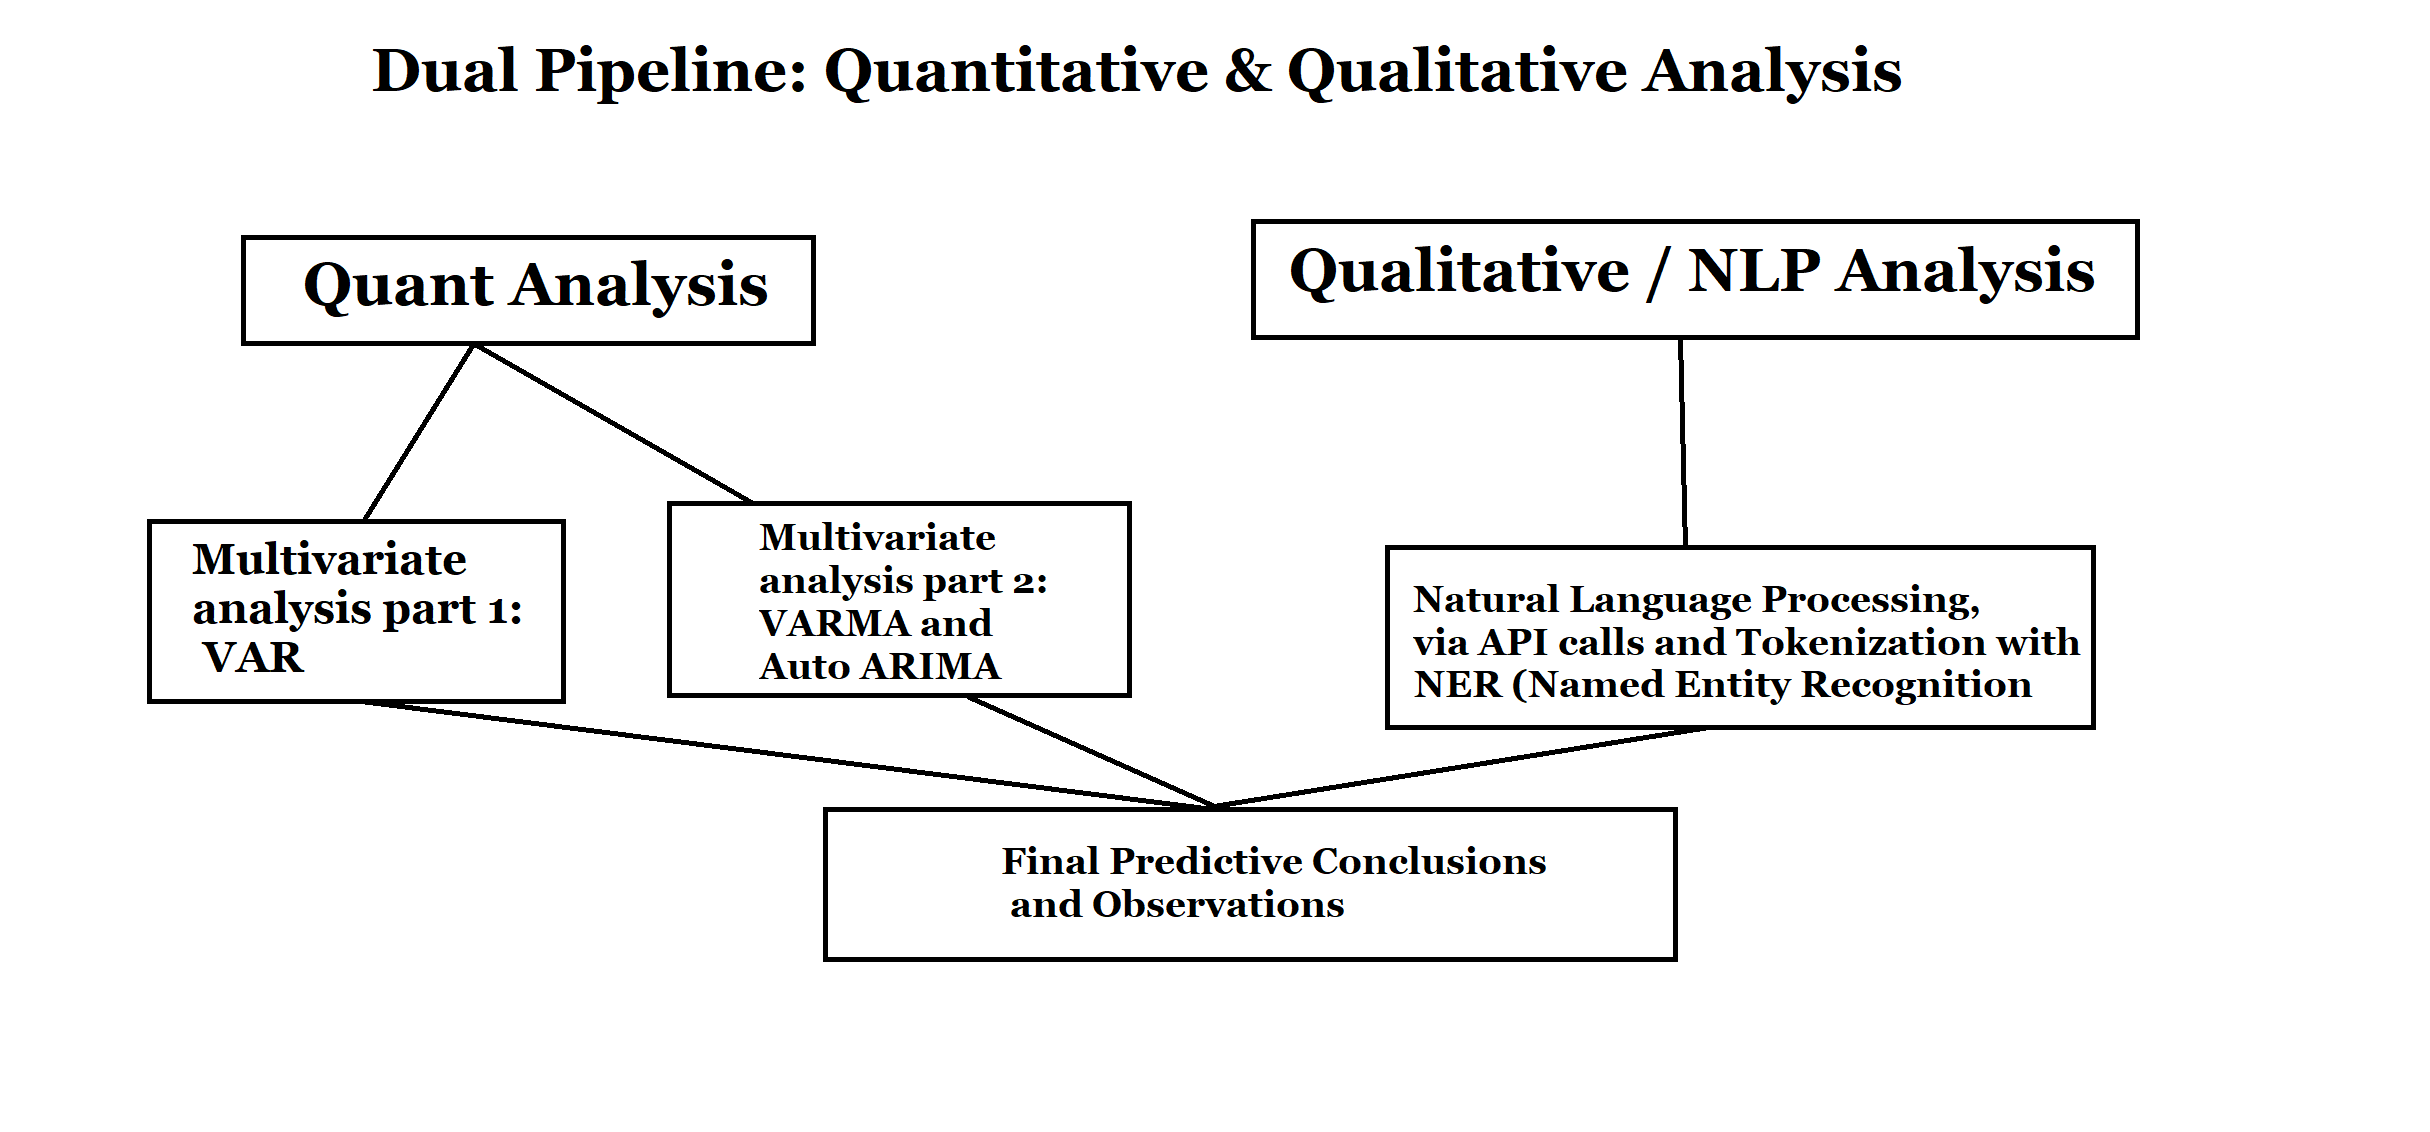 Dual Pipeline: Quantitative & Qualitative Analysis
Quant Analysis
Qualitative / NLP Analysis
Multivariate
analysis part 1:
VAR
Multivariate
analysis part 2:
VARMA and
Auto ARIMA
Natural Language Processing,
via API calls and Tokenization with
NER (Named Entity Recognition
Final Predictive Conclusions
and Observations